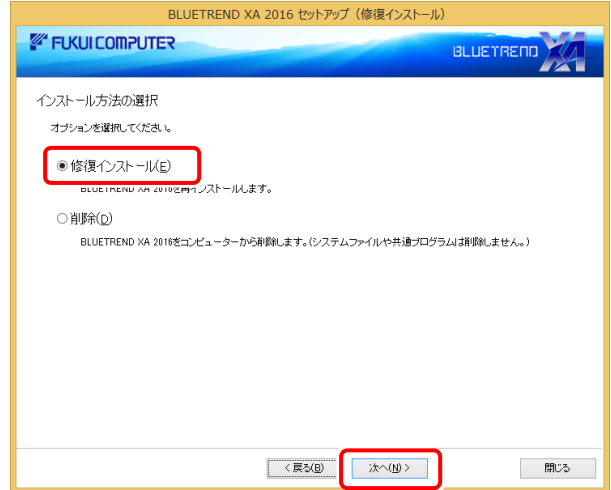 BLUETREND XA 2016 セットアップ（修復インストール）
FUKUI COMPUTER
BLUETREND XA
インストール方法の選択
オプションを選択してください。
修復インストール(E)
BLUETREND XA 2016を再インストールします。
削除(D)
BLUETREND XA 2016をコンピューターから削除します。(システムファイルや共通プログラムは削除しません。)
< 戻る(B)
次へ(N) >
閉じる